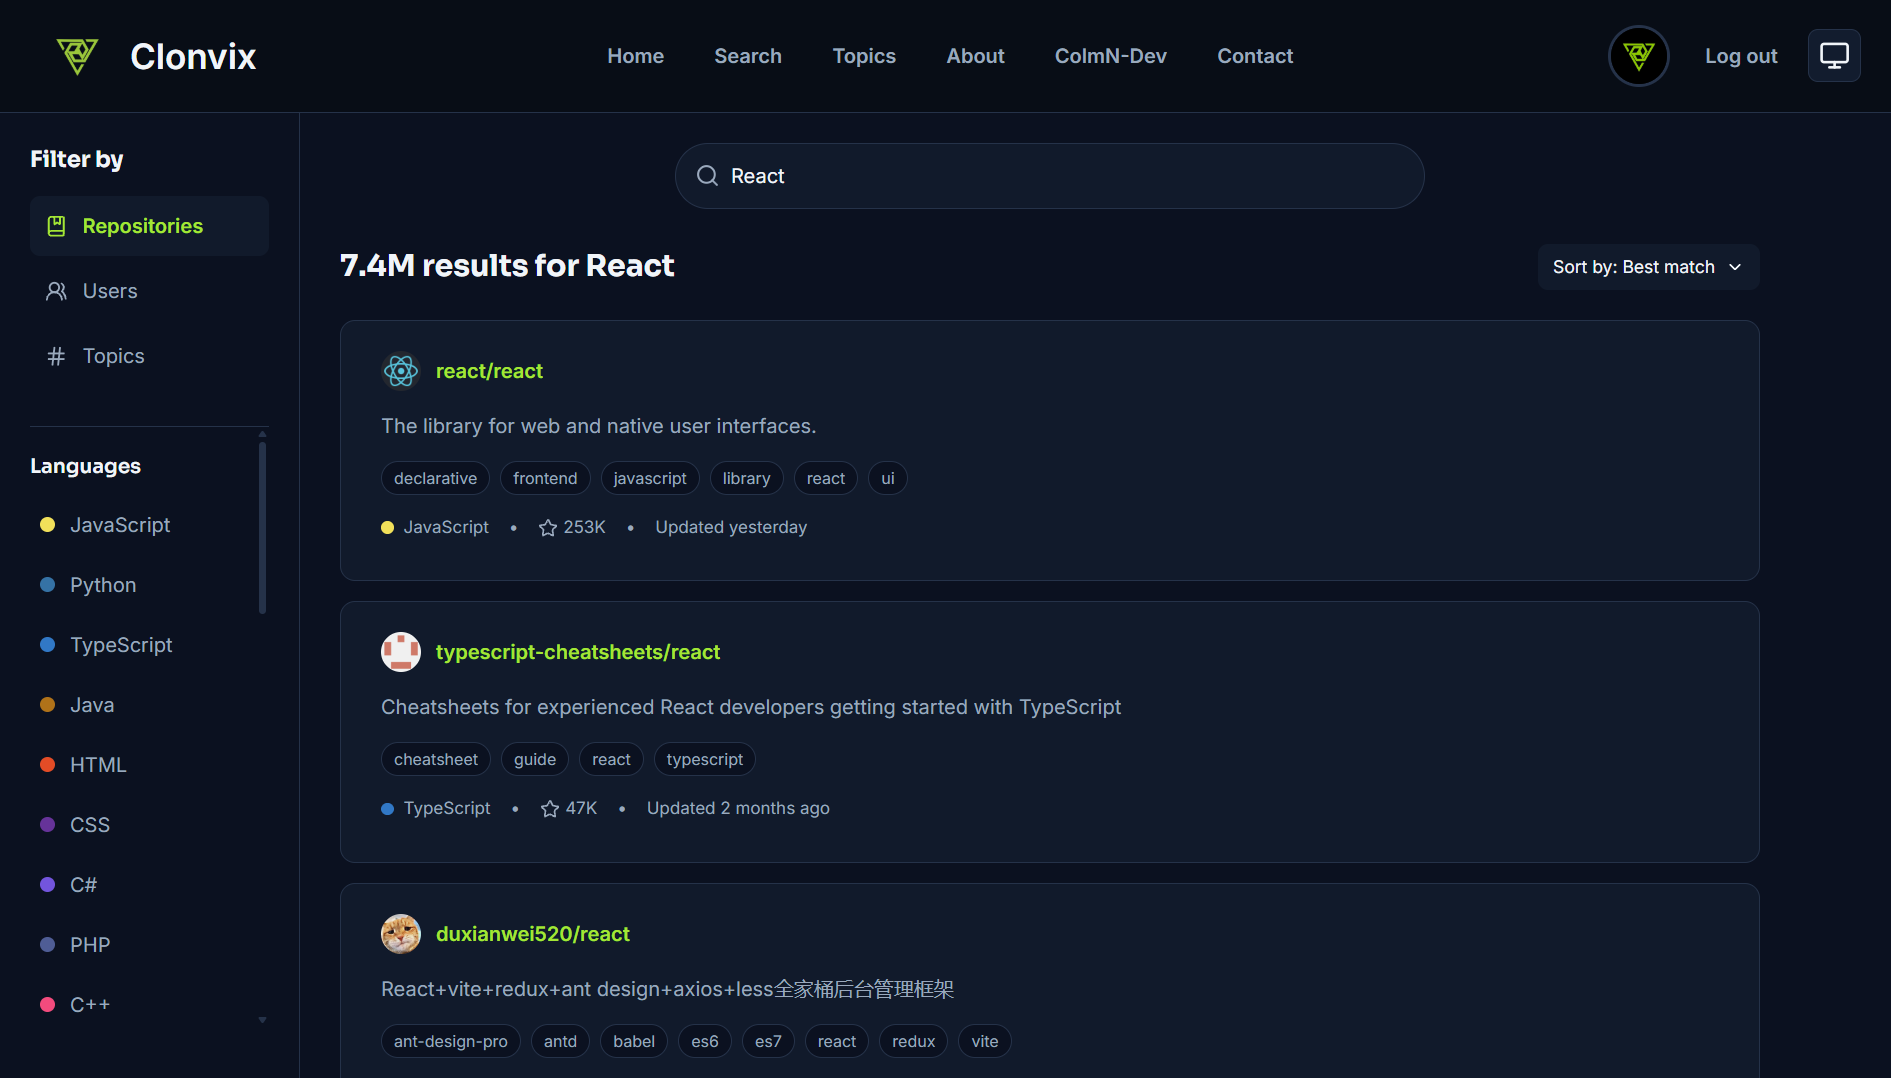 Clonvix
Home Search Topics About ColmN-Dev Contact
Log out
Filter by
Repositories
Users
Topics
Languages
JavaScript
Python
TypeScript
Java
HTML
CSS
C#
PHP
C++
React
7.4M results for React
Sort by: Best match
react/react
The library for web and native user interfaces.
declarative frontend javascript library react ui
JavaScript • 253K • Updated yesterday
typescript-cheatsheets/react
Cheatsheets for experienced React developers getting started with TypeScript
cheatsheet guide react typescript
TypeScript • 47K • Updated 2 months ago
duxianwei520/react
React+vite+redux+ant design+axios+less全家桶后台管理框架
ant-design-pro antd babel es6 es7 react redux vite